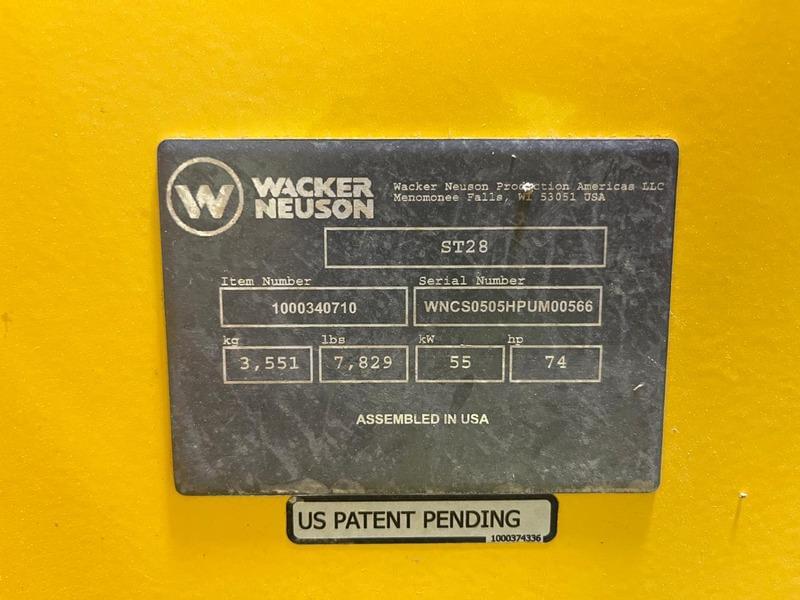 W
WACKER
NEUSON
Wacker Neuson Production Americas LLC
Menomonee Falls, WI 53051 USA
ST28
Item Number
Serial Number
1000340710
WNCS0505HPUM00566
kg
lbs
kW
hp
3,551
7,829
55
74
ASSEMBLED IN USA
US PATENT PENDING
1000374336